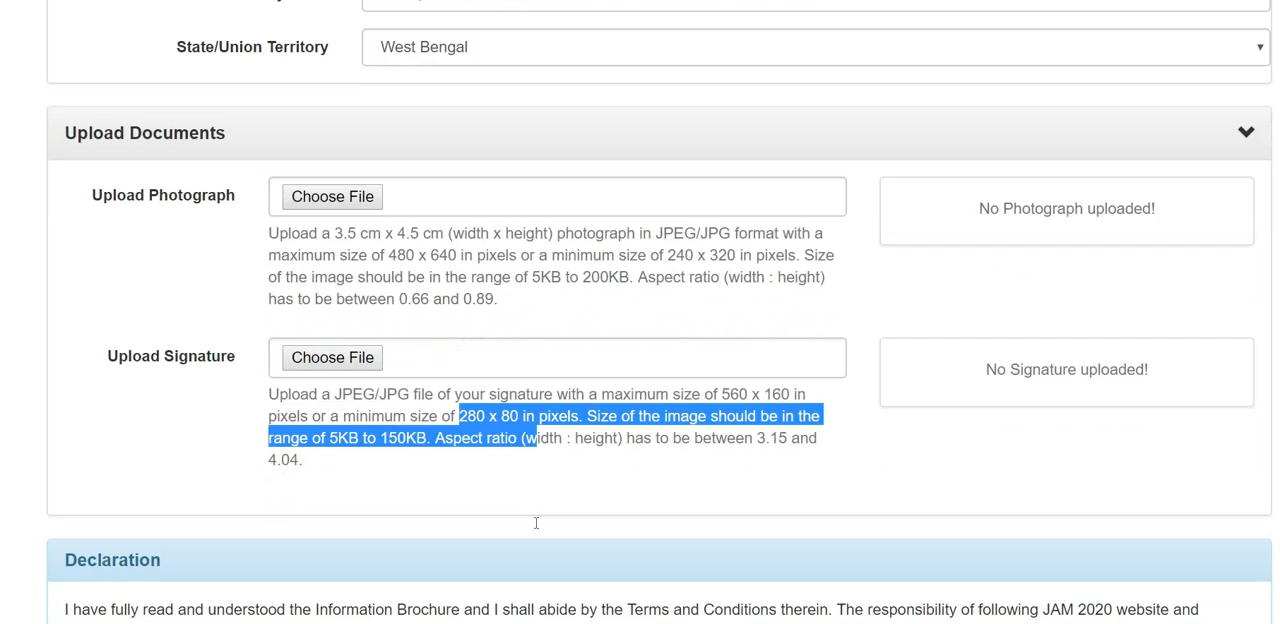 State/Union Territory
West Bengal
Upload Documents
Upload Photograph
Choose File
No Photograph uploaded!
Upload a 3.5 cm x 4.5 cm (width x height) photograph in JPEG/JPG format with a
maximum size of 480 x 640 in pixels or a minimum size of 240 x 320 in pixels. Size
of the image should be in the range of 5KB to 200KB. Aspect ratio (width : height)
has to be between 0.66 and 0.89.
Upload Signature
Choose File
No Signature uploaded!
Upload a JPEG/JPG file of your signature with a maximum size of 560 x 160 in
pixels or a minimum size of 280 x 80 in pixels. Size of the image should be in the
range of 5KB to 150KB. Aspect ratio (width : height) has to be between 3.15 and
4.04.
Declaration
I have fully read and understood the Information Brochure and I shall abide by the Terms and Conditions therein. The responsibility of following JAM 2020 website and